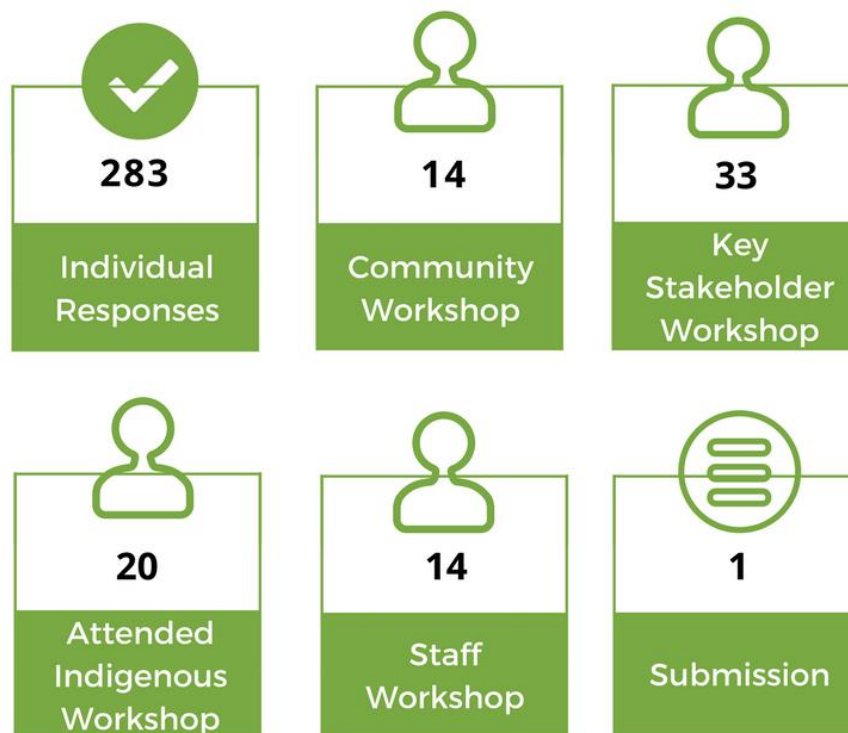 283
Individual
Responses
14
Community
Workshop
33
Key
Stakeholder
Workshop
20
Attended
Indigenous
Workshop
14
Staff
Workshop
1
Submission